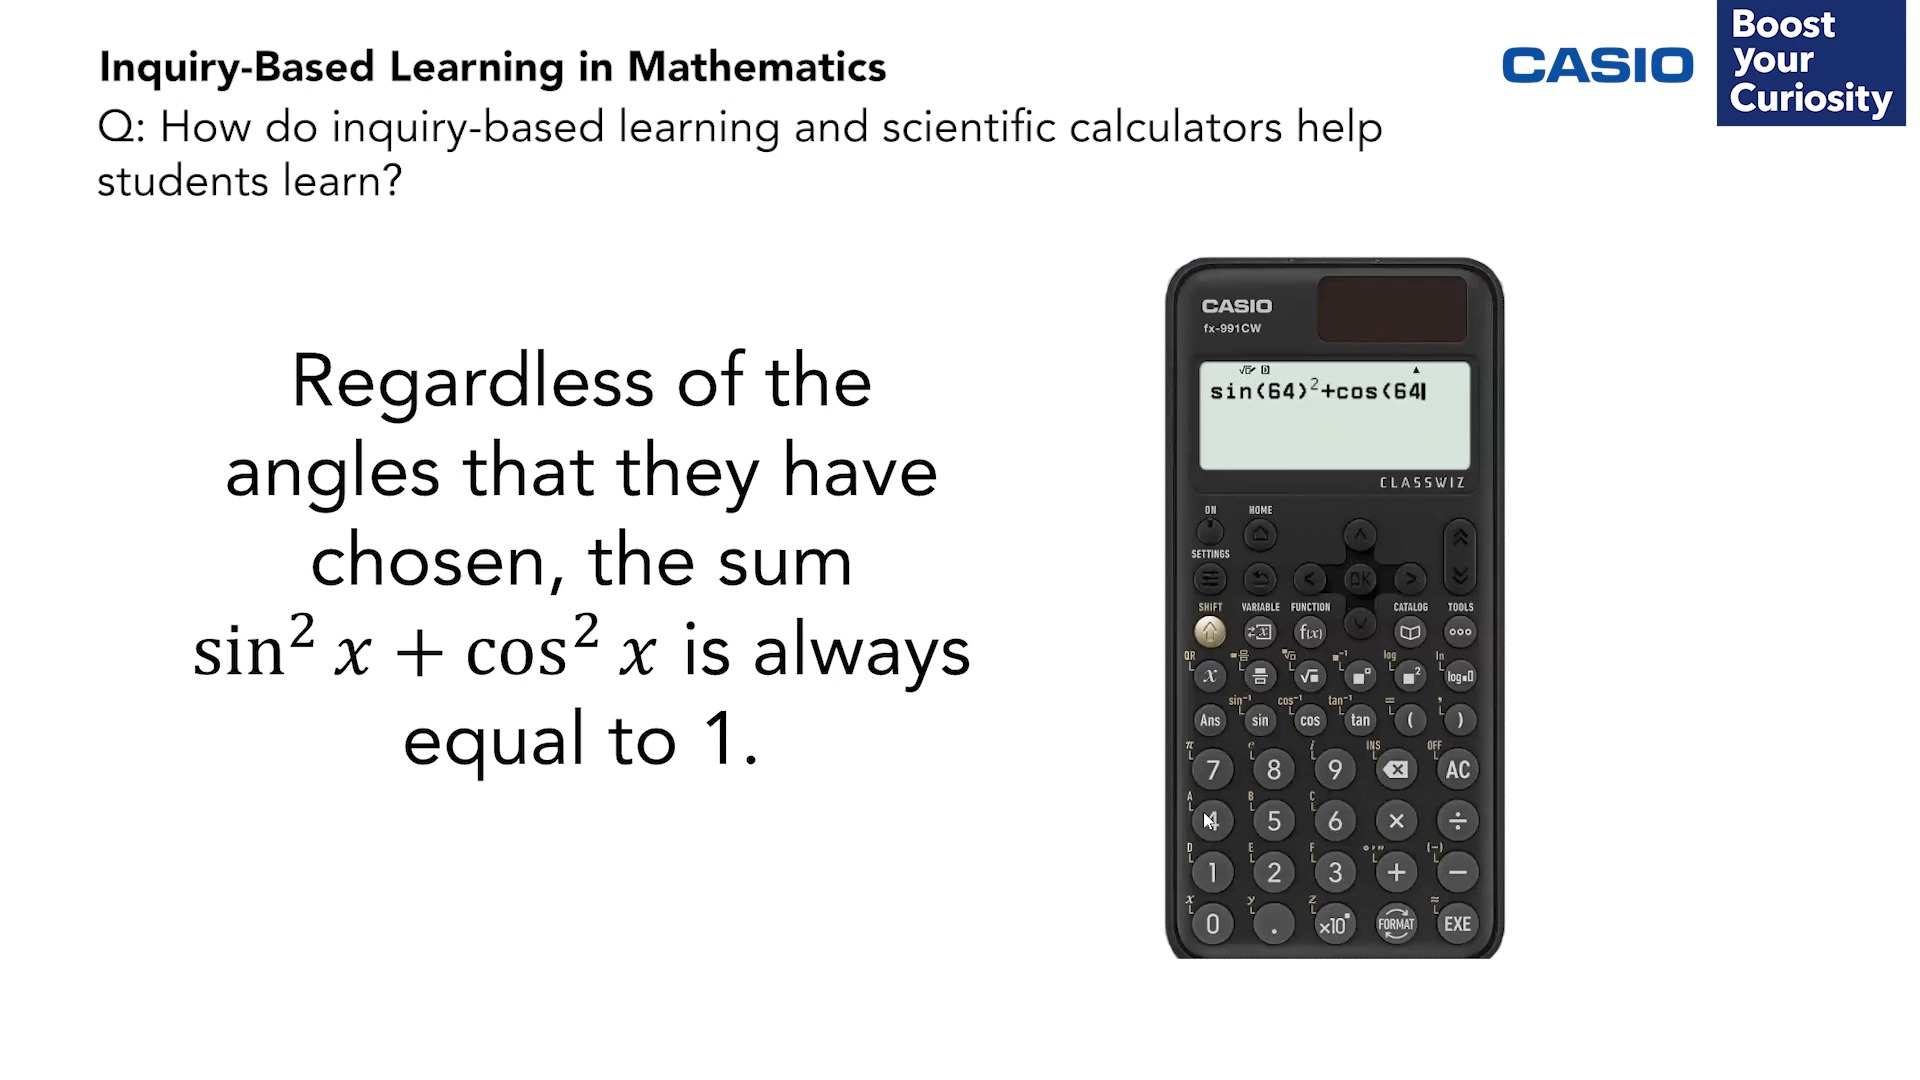 Inquiry-Based Learning in Mathematics
Q: How do inquiry-based learning and scientific calculators help
students learn?
CASIO
Boost
Your
Curiosity
Regardless of the
angles that they have
chosen, the sum
sin² x + cos² x is always
equal to 1.
CASIO
fx-991CW
√▯ D ▲
sin(64)²+cos(64
CLASSWIZ
ON HOME
SETTINGS
OK
SHIFT VARIABLE FUNCTION CATALOG TOOLS
f(x)
QR log ln
x √■ ■² log■▯
sin⁻¹ cos⁻¹ tan⁻¹ = ,
Ans sin cos tan ( )
π e i INS OFF
7 8 9 AC
A B C
4 5 6 × ÷
D E F ° ′ ″ (−)
1 2 3 + −
x y z ≈
0 . ×10 FORMAT EXE